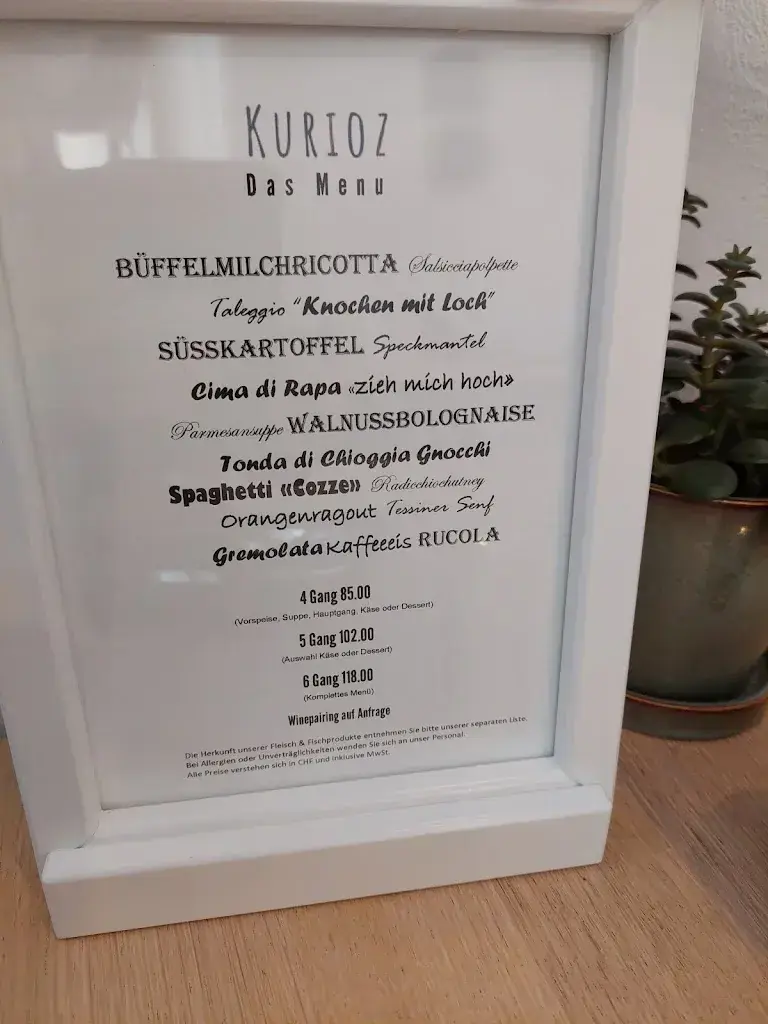 KURIOZ
Das Menu
BÜFFELMILCHRICOTTA Salsicciapolpette
Taleggio "Knochen mit Loch"
SÜSSKARTOFFEL Speckmantel
Cima di Rapa «zieh mich hoch»
Parmesansuppe WALNUSSBOLOGNAISE
Tonda di Chioggia Gnocchi
Spaghetti «Cozze» Radicchiochutney
Orangenragout Tessiner Senf
Gremolata Kaffeeeis RUCOLA
4 Gang 85.00
(Vorspeise, Suppe, Hauptgang, Käse oder Dessert)
5 Gang 102.00
(Auswahl Käse oder Dessert)
6 Gang 118.00
(Komplettes Menü)
Winepairing auf Anfrage
Die Herkunft unserer Fleisch & Fischprodukte entnehmen Sie bitte unserer separaten Liste.
Bei Allergien oder Unverträglichkeiten wenden Sie sich an unser Personal.
Alle Preise verstehen sich in CHF und inklusive MwSt.